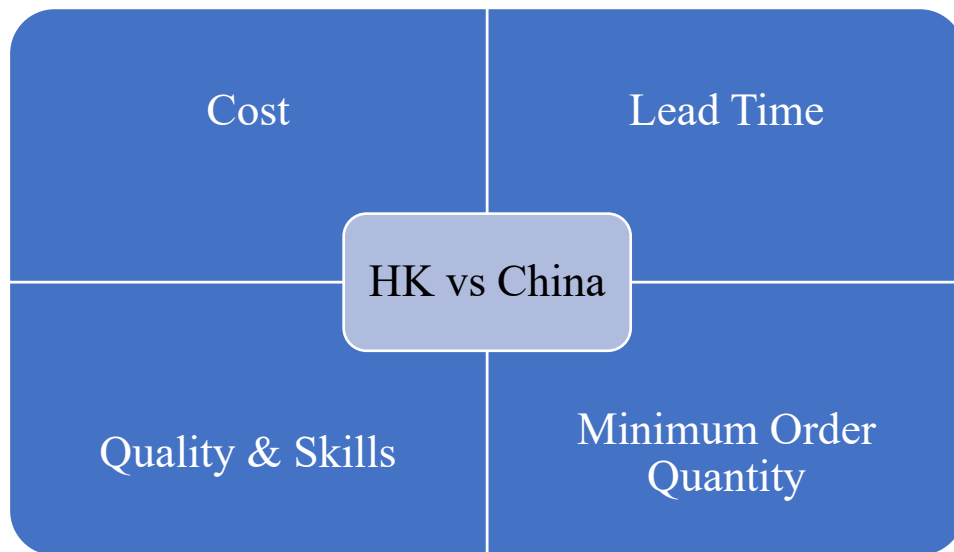 Cost
Lead Time
HK vs China
Quality & Skills
Minimum Order
Quantity